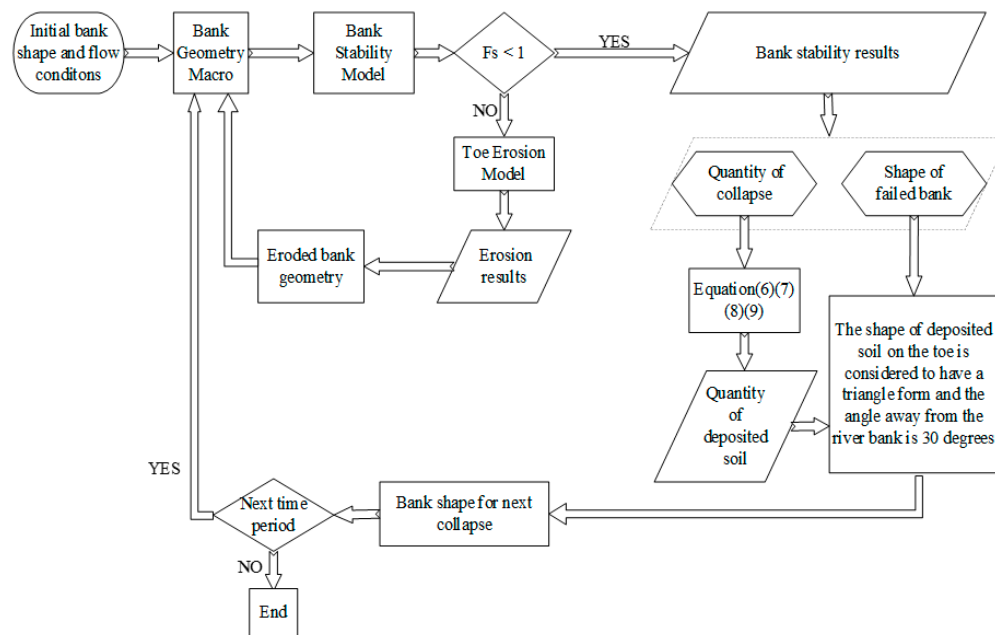 Initial bank
shape and flow
conditons
Bank
Geometry
Macro
Bank
Stability
Model
Fs < 1
YES
Bank stability results
NO
Toe Erosion
Model
Quantity of
collapse
Shape of
failed bank
Eroded bank
geometry
Erosion
results
Equation(6)(7)
(8)(9)
The shape of deposited
soil on the toe is
considered to have a
triangle form and the
angle away from the
river bank is 30 degrees
Quantity
of
deposited
soil
YES
Next time
period
Bank shape for next
collapse
NO
End